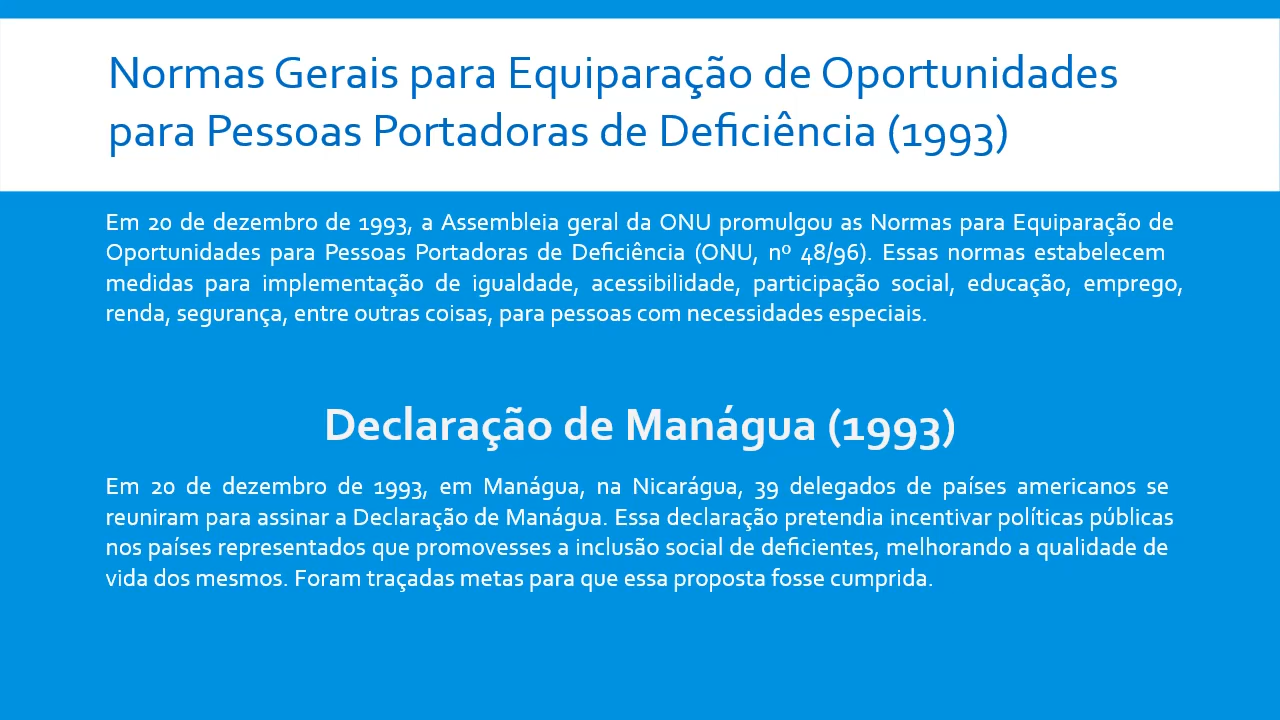 Normas Gerais para Equiparação de Oportunidades
para Pessoas Portadoras de Deficiência (1993)
Em 20 de dezembro de 1993, a Assembleia geral da ONU promulgou as Normas para Equiparação de
Oportunidades para Pessoas Portadoras de Deficiência (ONU, nº 48/96). Essas normas estabelecem
medidas para implementação de igualdade, acessibilidade, participação social, educação, emprego,
renda, segurança, entre outras coisas, para pessoas com necessidades especiais.
Declaração de Manágua (1993)
Em 20 de dezembro de 1993, em Manágua, na Nicarágua, 39 delegados de países americanos se
reuniram para assinar a Declaração de Manágua. Essa declaração pretendia incentivar políticas públicas
nos países representados que promovesses a inclusão social de deficientes, melhorando a qualidade de
vida dos mesmos. Foram traçadas metas para que essa proposta fosse cumprida.